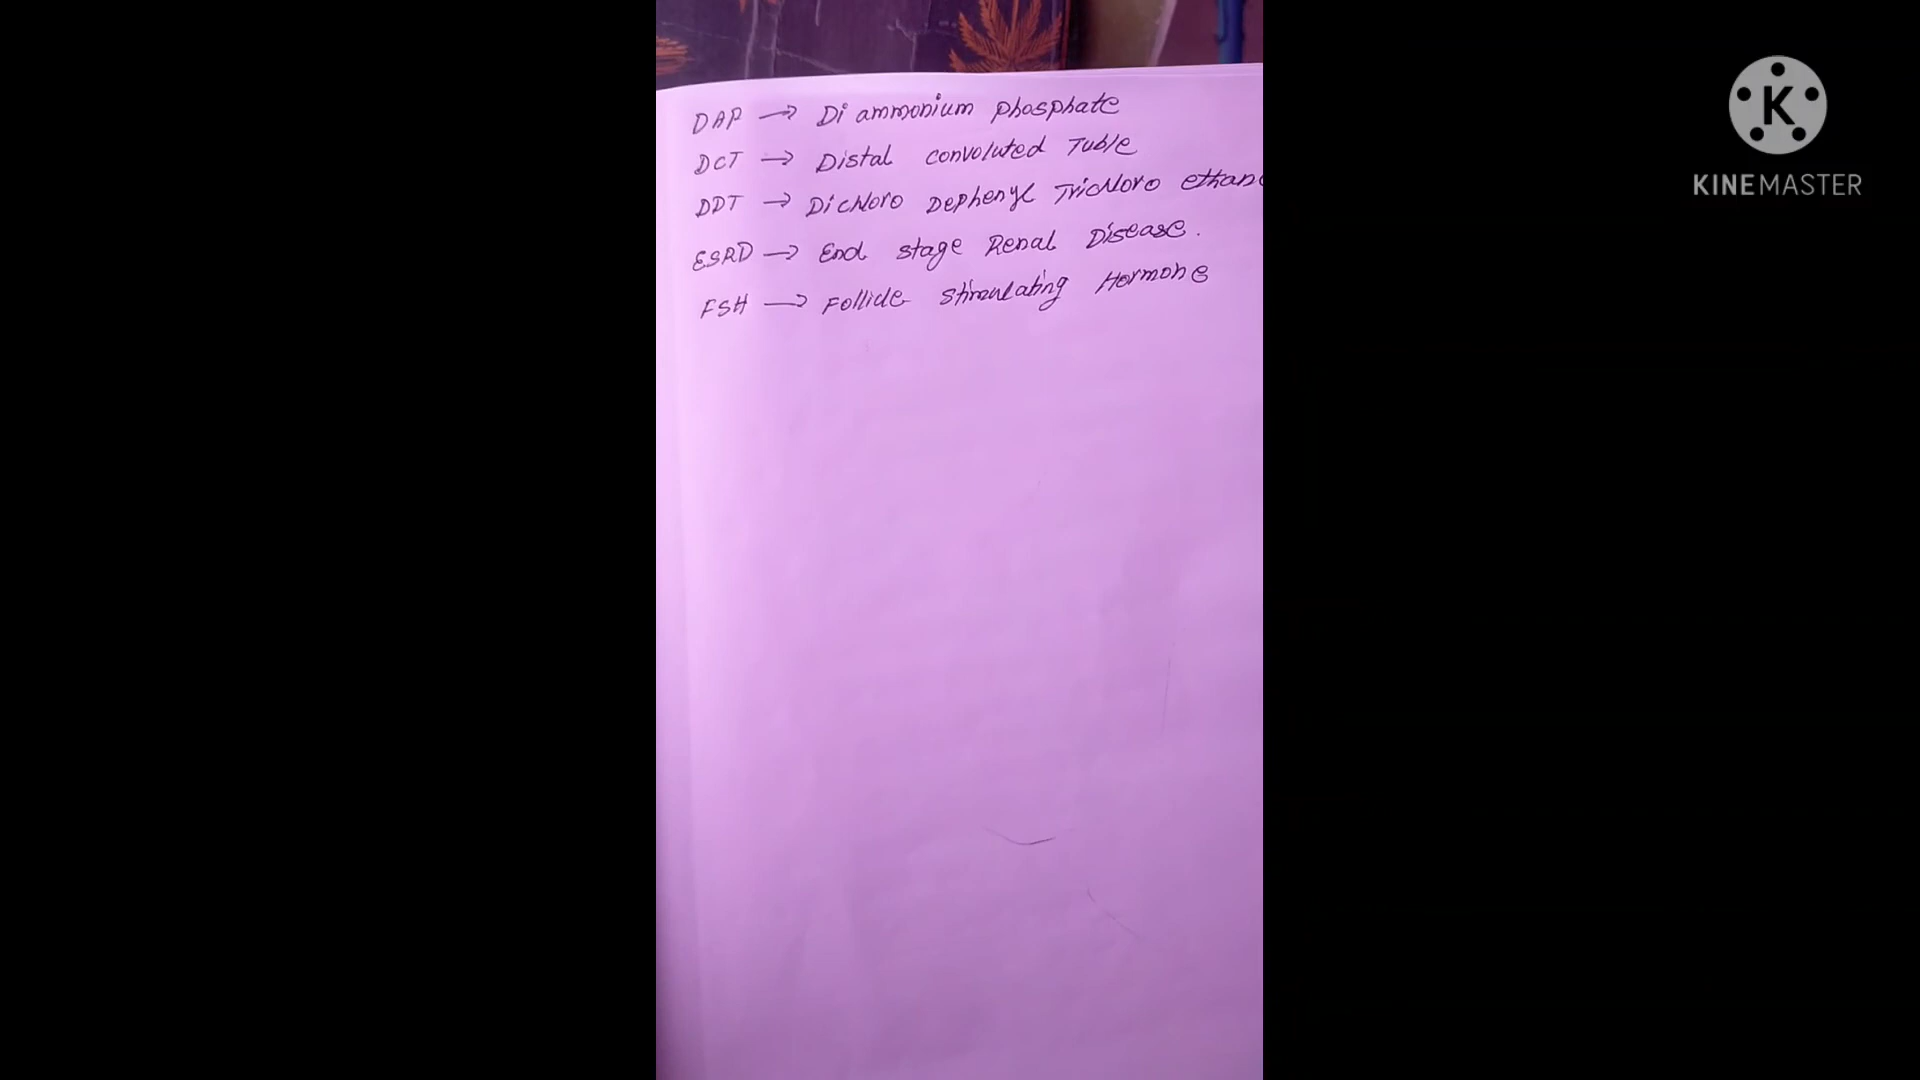 DAP → Di ammonium phosphate
DCT → Distal convoluted Tuble
DDT → Dichloro Dephenyl Trichloro ethan
ESRD → End stage Renal Disease.
FSH → Follicle stimulating Hormone
K
KINEMASTER